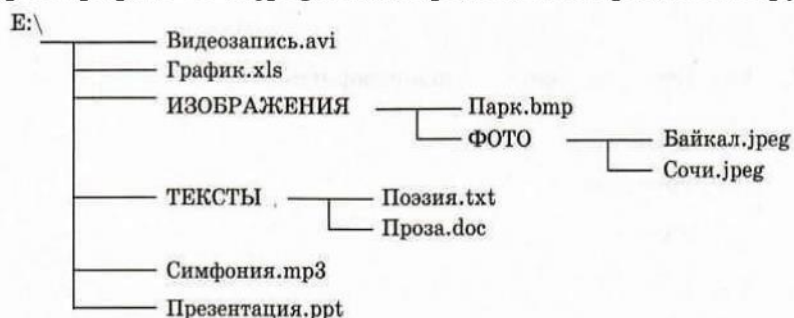 E:\
Видеозапись.avi
График.xls
ИЗОБРАЖЕНИЯ
Парк.bmp
ФОТО
Байкал.jpeg
Сочи.jpeg
ТЕКСТЫ
Поэзия.txt
Проза.doc
Симфония.mp3
Презентация.ppt